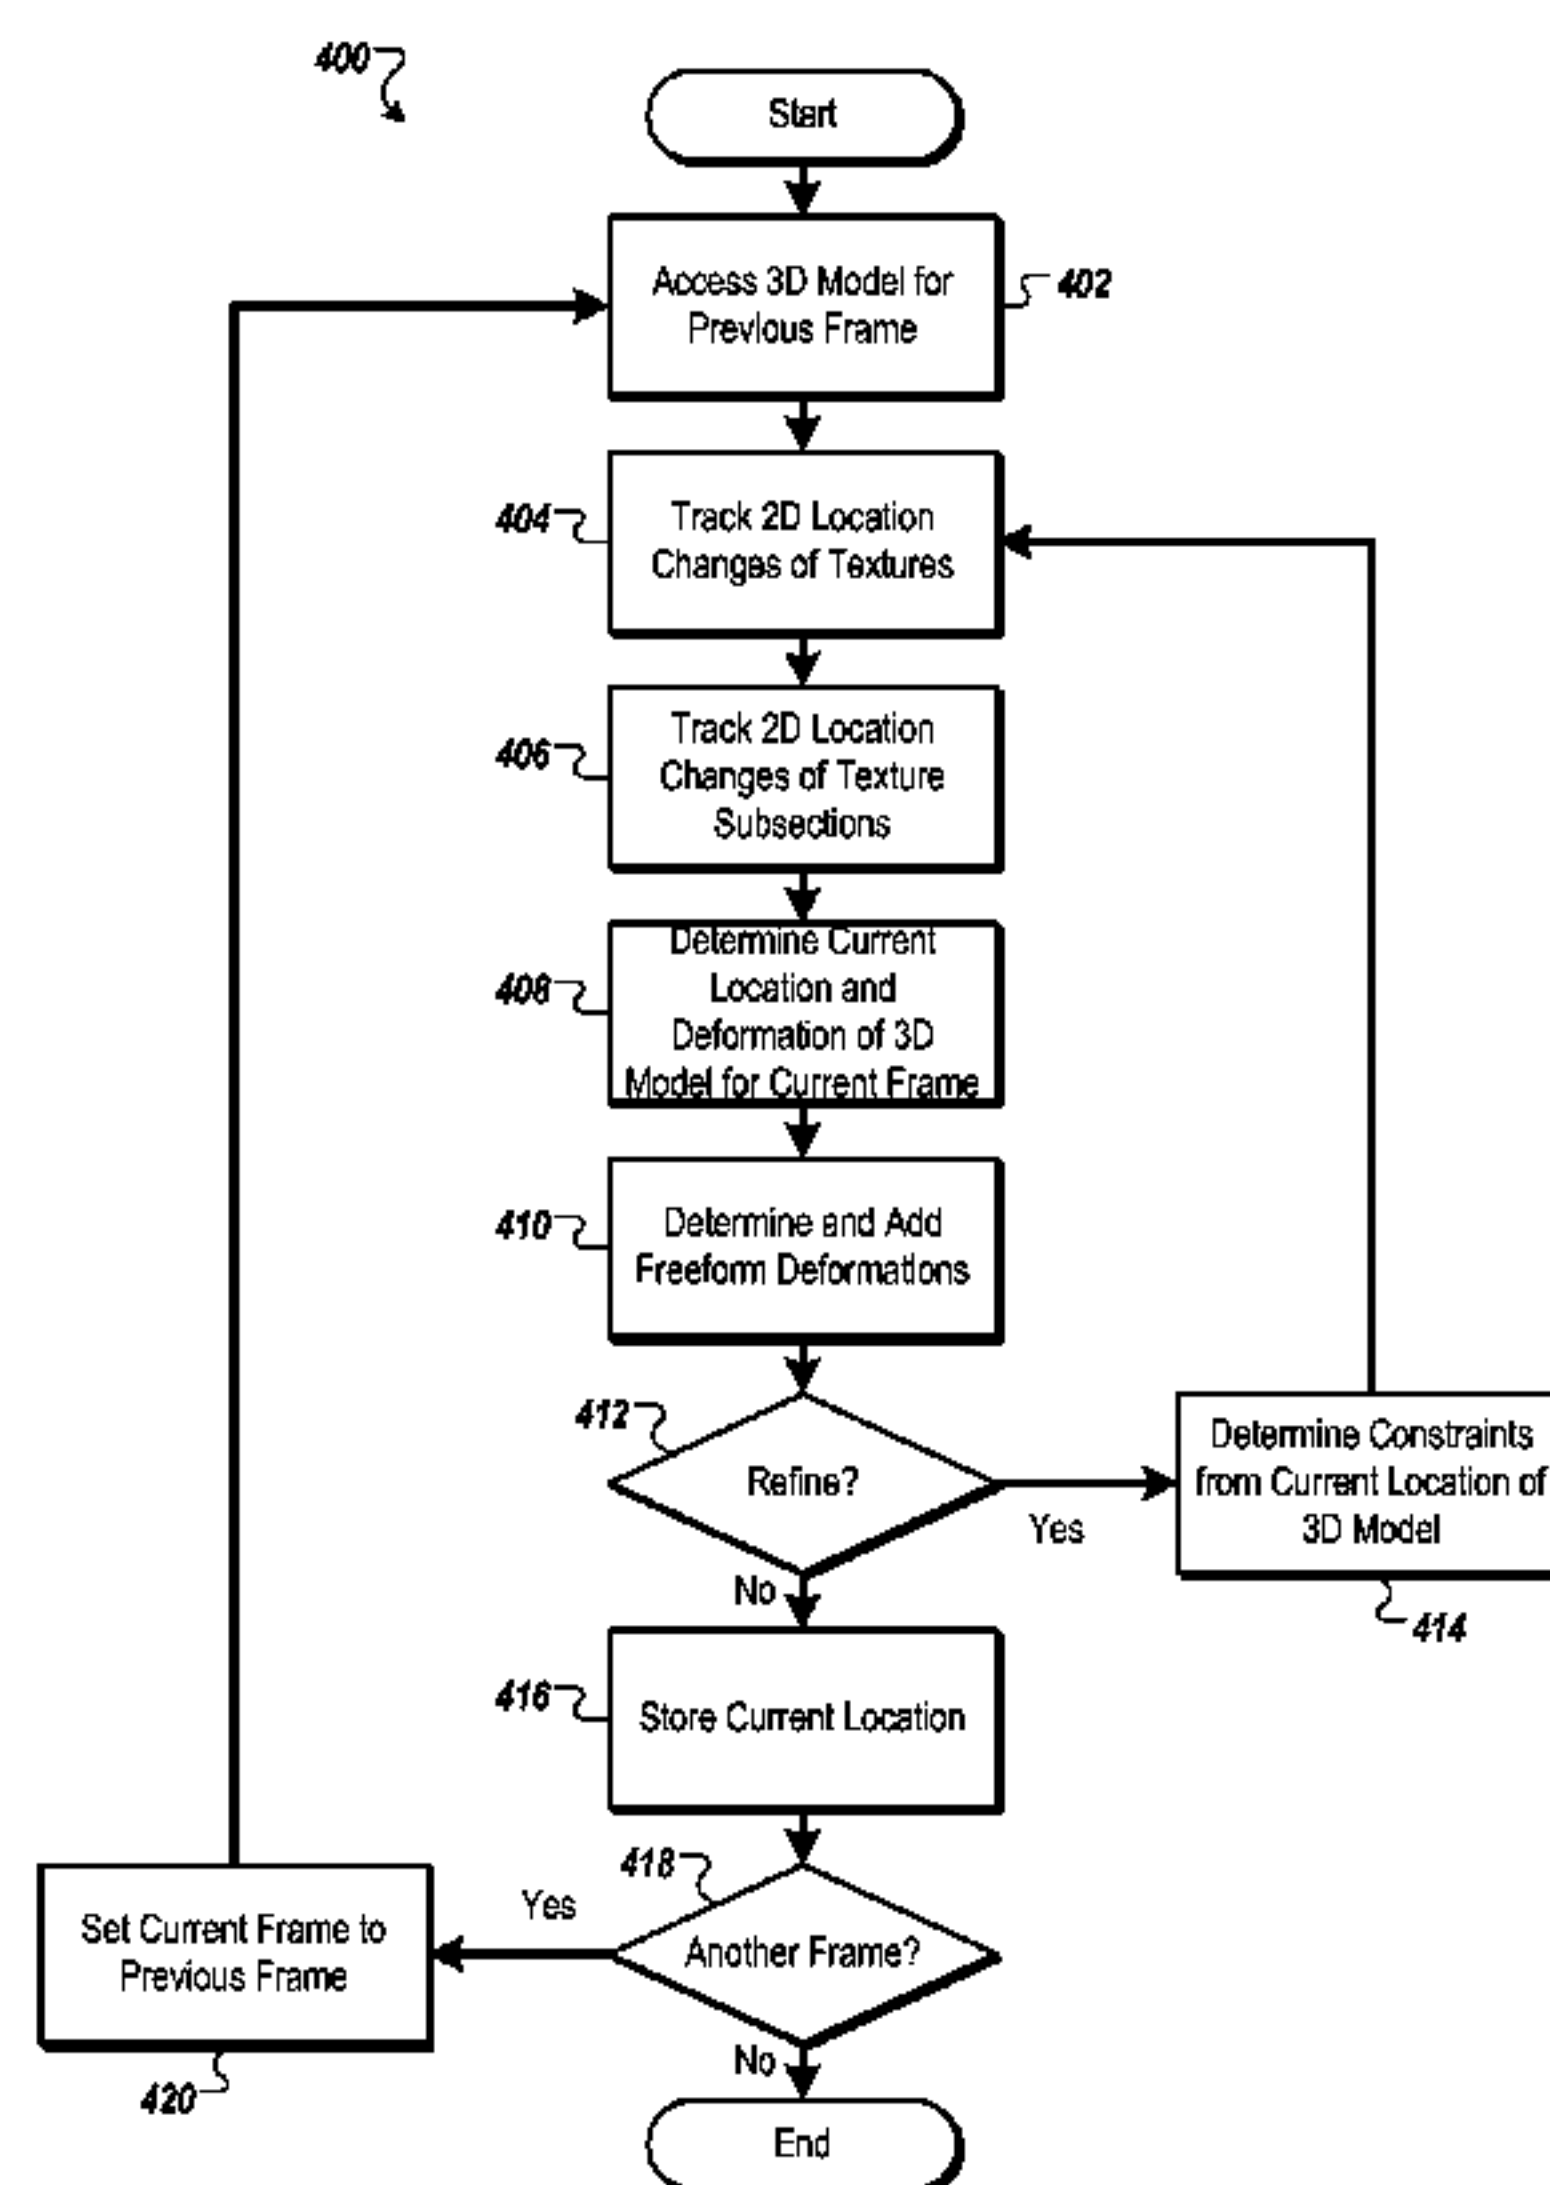 400
Start
Access 3D Model for
Previous Frame
402
404
Track 2D Location
Changes of Textures
406
Track 2D Location
Changes of Texture
Subsections
408
Determine Current
Location and
Deformation of 3D
Model for Current Frame
410
Determine and Add
Freeform Deformations
412
Refine?
Yes
Determine Constraints
from Current Location of
3D Model
414
No
416
Store Current Location
418
Another Frame?
Yes
Set Current Frame to
Previous Frame
420
No
End